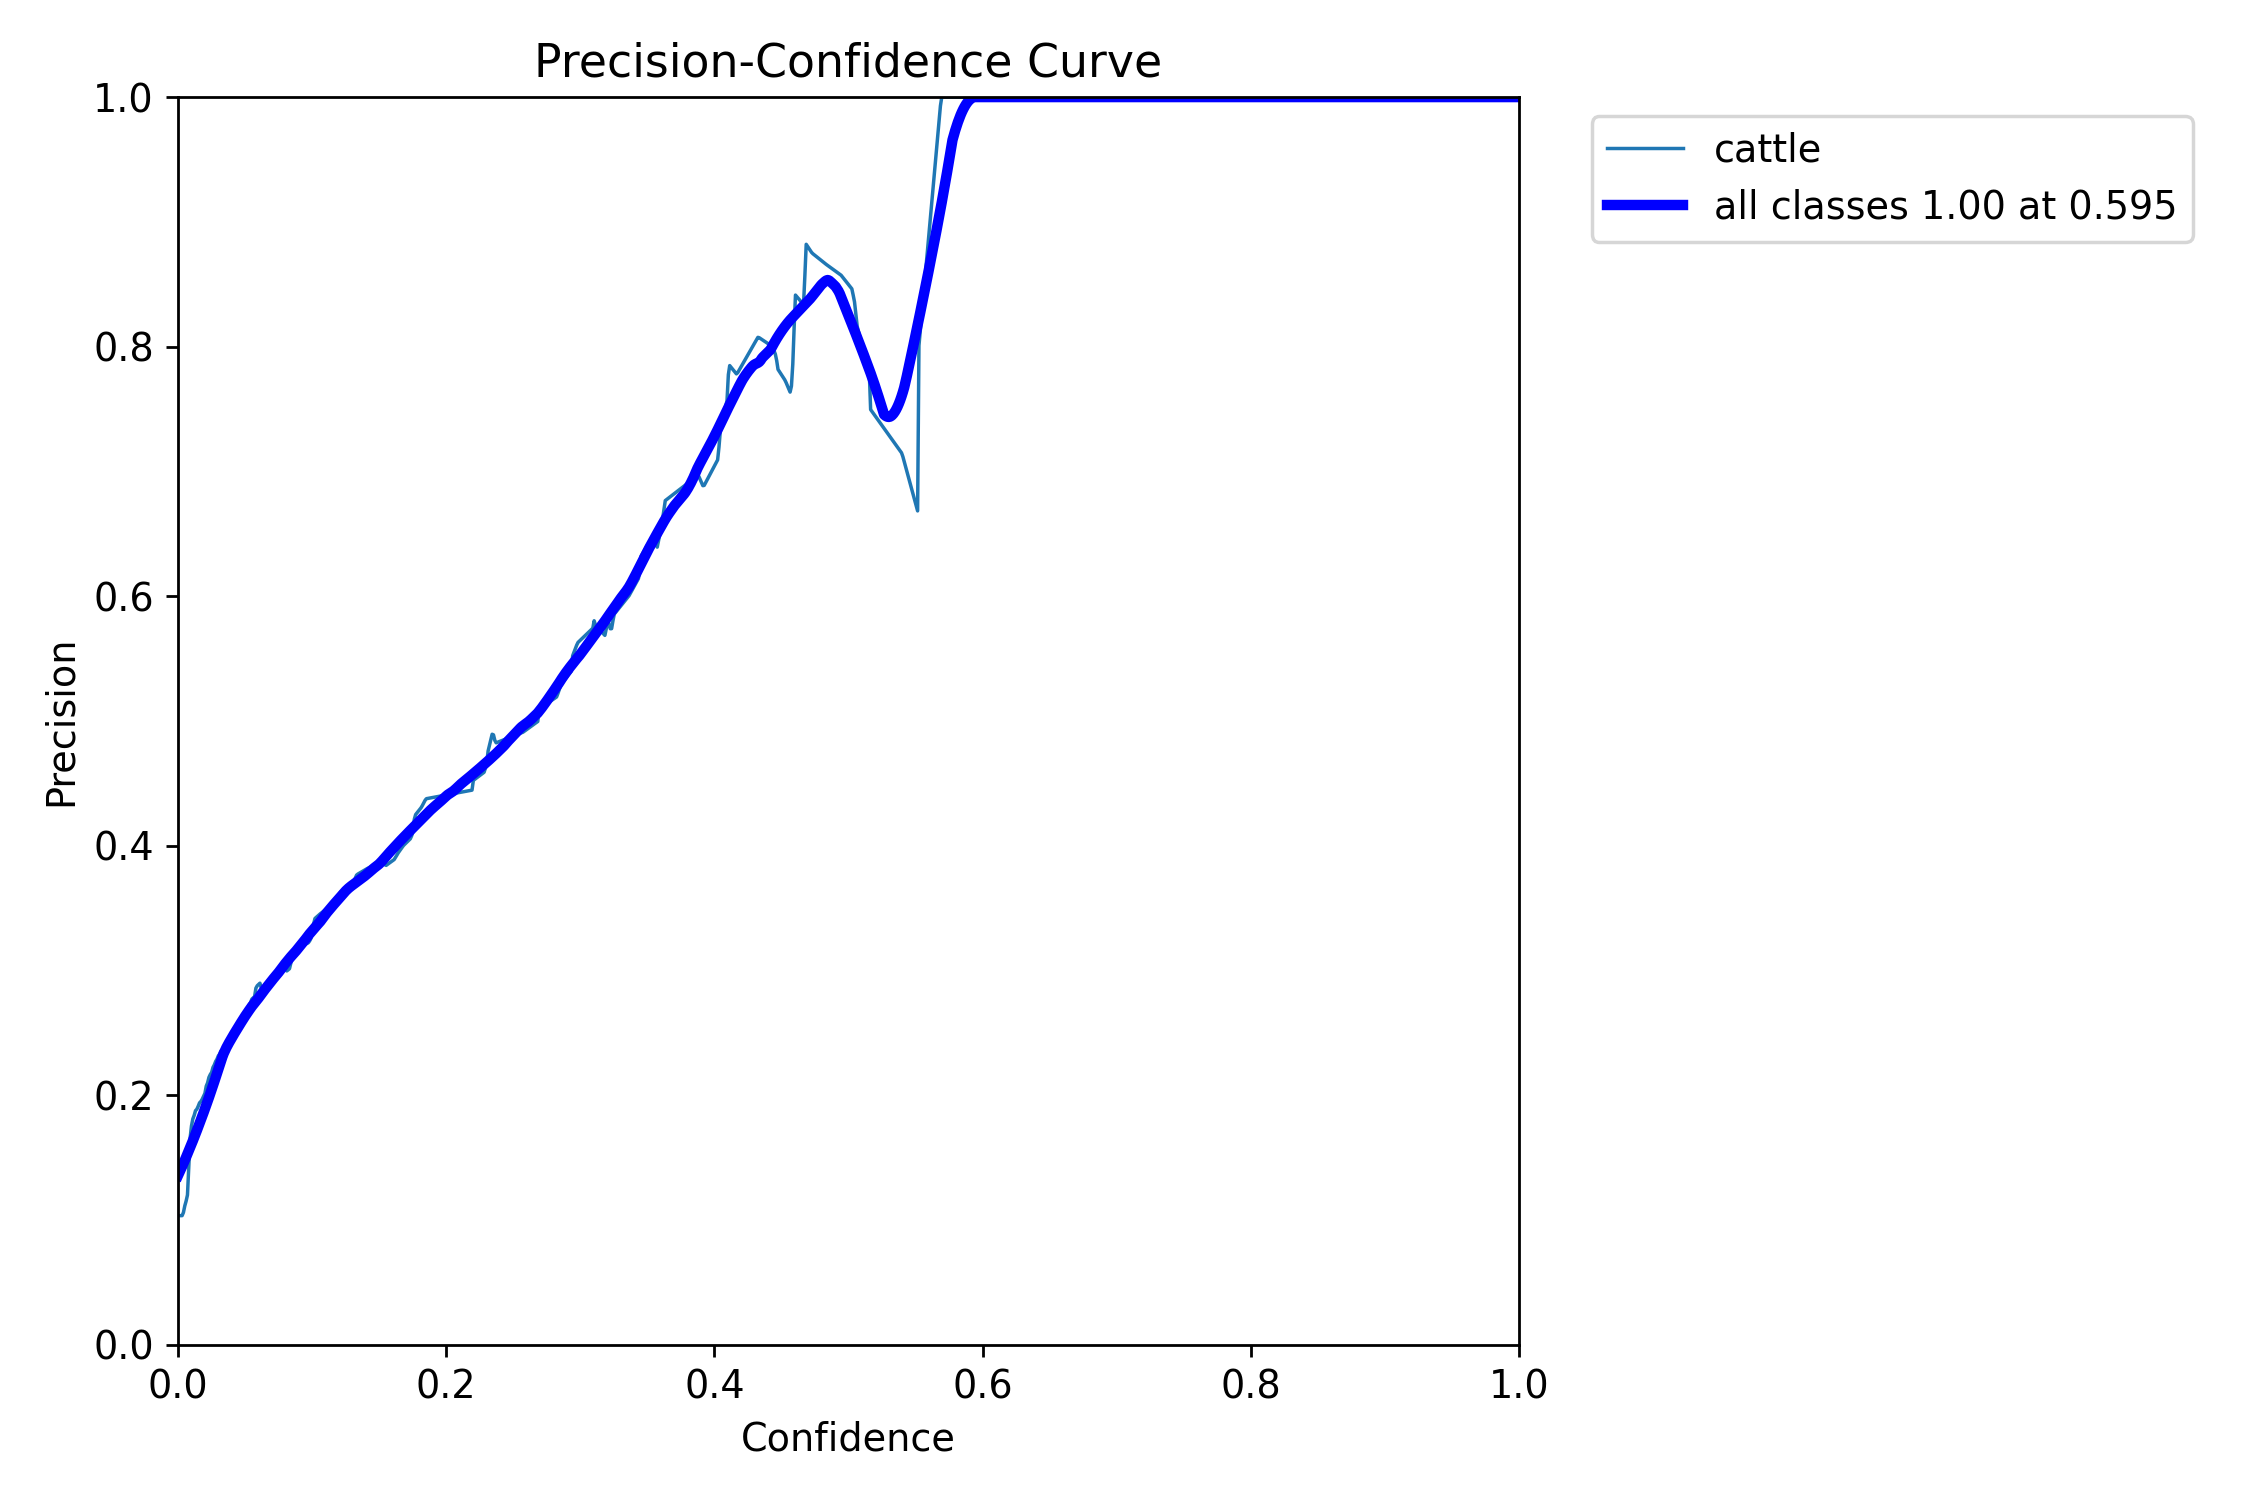 Precision-Confidence Curve
1.0
0.8
0.6
0.4
0.2
0.0
Precision
0.0 0.2 0.4 0.6 0.8 1.0
Confidence
cattle
all classes 1.00 at 0.595